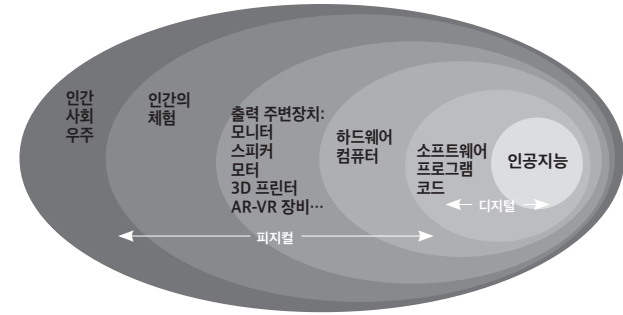 인간
사회
우주
인간의
체험
출력 주변장치:
모니터
스피커
모터
3D 프린터
AR-VR 장비…
하드웨어
컴퓨터
소프트웨어
프로그램
코드
인공지능
디지털
피지컬